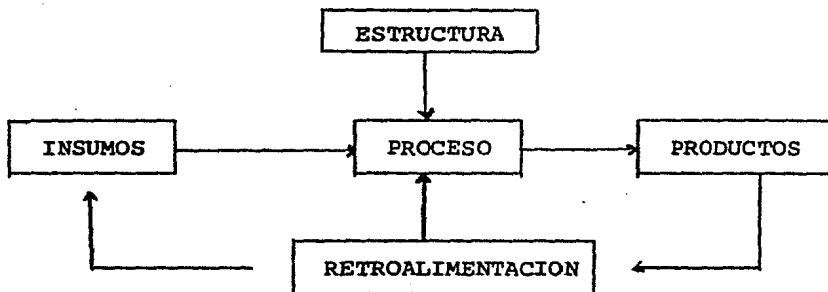 ESTRUCTURA
INSUMOS
PROCESO
PRODUCTOS
RETROALIMENTACION